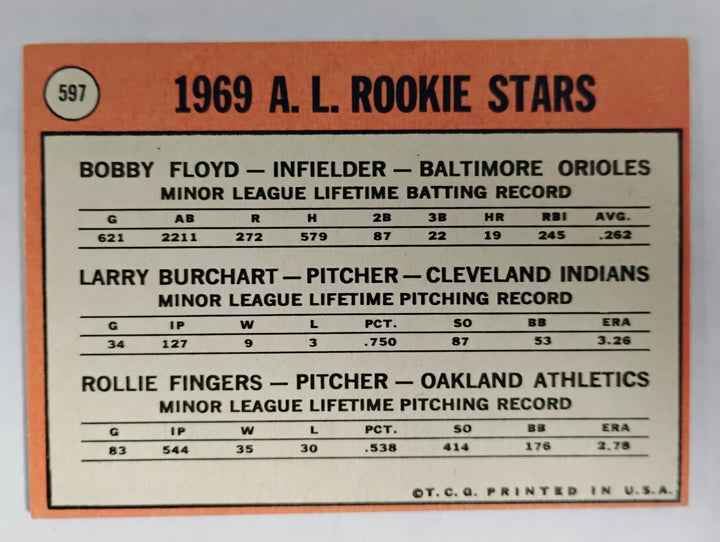 597
1969 A. L. ROOKIE STARS
BOBBY FLOYD — INFIELDER — BALTIMORE ORIOLES
MINOR LEAGUE LIFETIME BATTING RECORD
G AB R H 2B 3B HR RBI AVG.
621 2211 272 579 87 22 19 245 .262
LARRY BURCHART — PITCHER — CLEVELAND INDIANS
MINOR LEAGUE LIFETIME PITCHING RECORD
G IP W L PCT. SO BB ERA
34 127 9 3 .750 87 53 3.26
ROLLIE FINGERS — PITCHER — OAKLAND ATHLETICS
MINOR LEAGUE LIFETIME PITCHING RECORD
G IP W L PCT. SO BB ERA
83 544 35 30 .538 414 176 2.78
©T.C.G. PRINTED IN U.S.A.